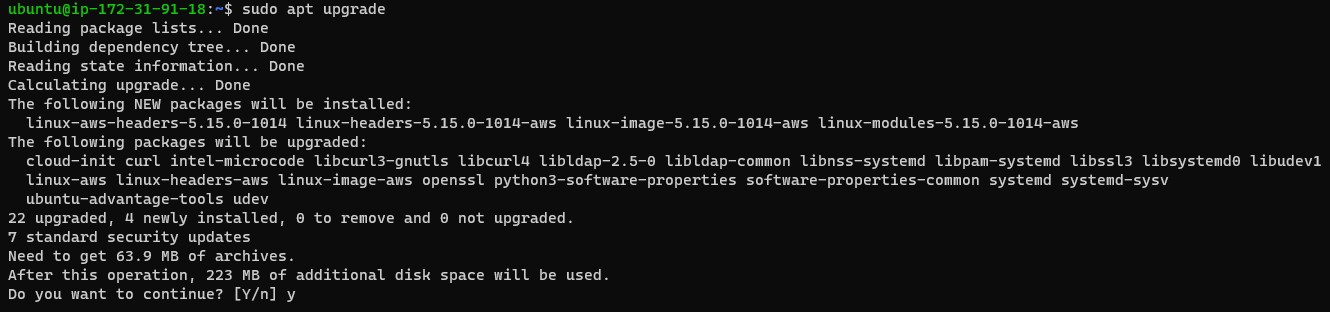 ubuntu@ip-172-31-91-18:~$ sudo apt upgrade
Reading package lists... Done
Building dependency tree... Done
Reading state information... Done
Calculating upgrade... Done
The following NEW packages will be installed:
  linux-aws-headers-5.15.0-1014 linux-headers-5.15.0-1014-aws linux-image-5.15.0-1014-aws linux-modules-5.15.0-1014-aws
The following packages will be upgraded:
  cloud-init curl intel-microcode libcurl3-gnutls libcurl4 libldap-2.5-0 libldap-common libnss-systemd libpam-systemd libssl3 libsystemd0 libudev1
  linux-aws linux-headers-aws linux-image-aws openssl python3-software-properties software-properties-common systemd systemd-sysv
  ubuntu-advantage-tools udev
22 upgraded, 4 newly installed, 0 to remove and 0 not upgraded.
7 standard security updates
Need to get 63.9 MB of archives.
After this operation, 223 MB of additional disk space will be used.
Do you want to continue? [Y/n] y